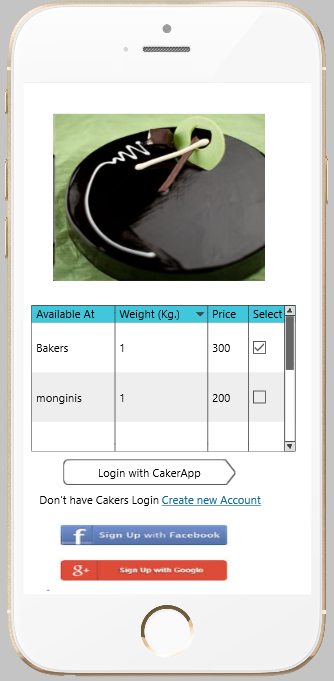 Available At Weight (Kg.) Price Select
Bakers 1 300
monginis 1 200
Login with CakerApp
Don't have Cakers Login Create new Account
f Sign Up with Facebook
g+ Sign Up with Google